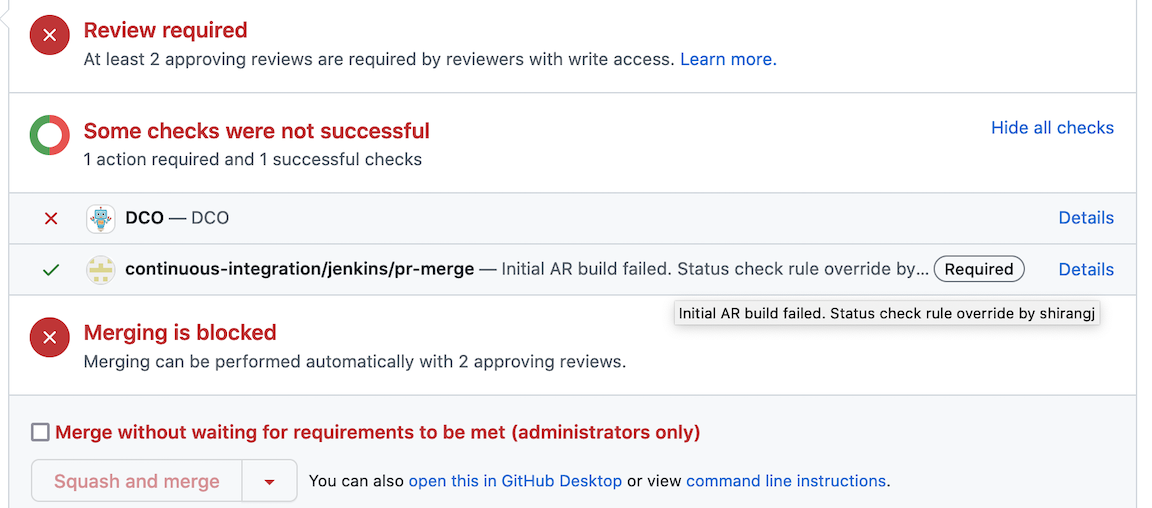 Review required
At least 2 approving reviews are required by reviewers with write access. Learn more.
Some checks were not successful
Hide all checks
1 action required and 1 successful checks
DCO — DCO
Details
continuous-integration/jenkins/pr-merge — Initial AR build failed. Status check rule override by... Required
Details
Initial AR build failed. Status check rule override by shirangj
Merging is blocked
Merging can be performed automatically with 2 approving reviews.
Merge without waiting for requirements to be met (administrators only)
Squash and merge
You can also open this in GitHub Desktop or view command line instructions.